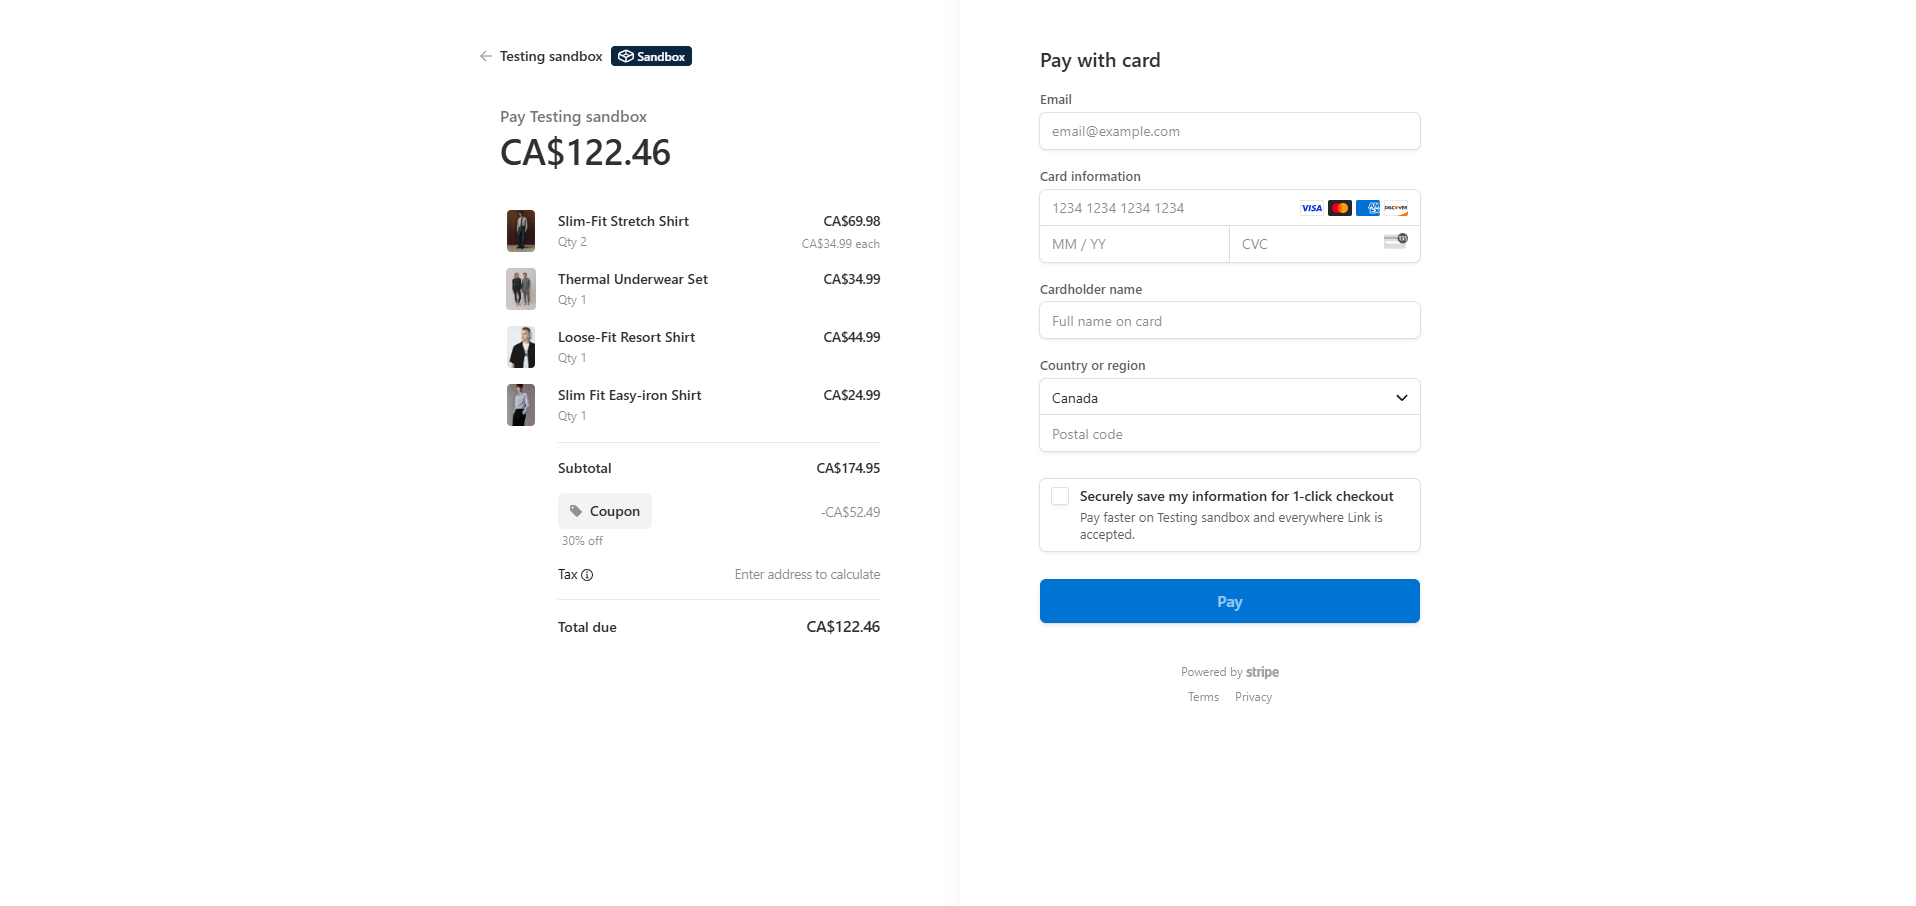 Testing sandbox Sandbox
Pay Testing sandbox
CA$122.46
Slim-Fit Stretch Shirt CA$69.98
Qty 2 CA$34.99 each
Thermal Underwear Set CA$34.99
Qty 1
Loose-Fit Resort Shirt CA$44.99
Qty 1
Slim Fit Easy-iron Shirt CA$24.99
Qty 1
Subtotal CA$174.95
Coupon -CA$52.49
30% off
Tax Enter address to calculate
Total due CA$122.46
Pay with card
Email
email@example.com
Card information
1234 1234 1234 1234 VISA AMEX DISCOVER
MM / YY CVC
Cardholder name
Full name on card
Country or region
Canada
Postal code
Securely save my information for 1-click checkout
Pay faster on Testing sandbox and everywhere Link is
accepted.
Pay
Powered by stripe
Terms Privacy